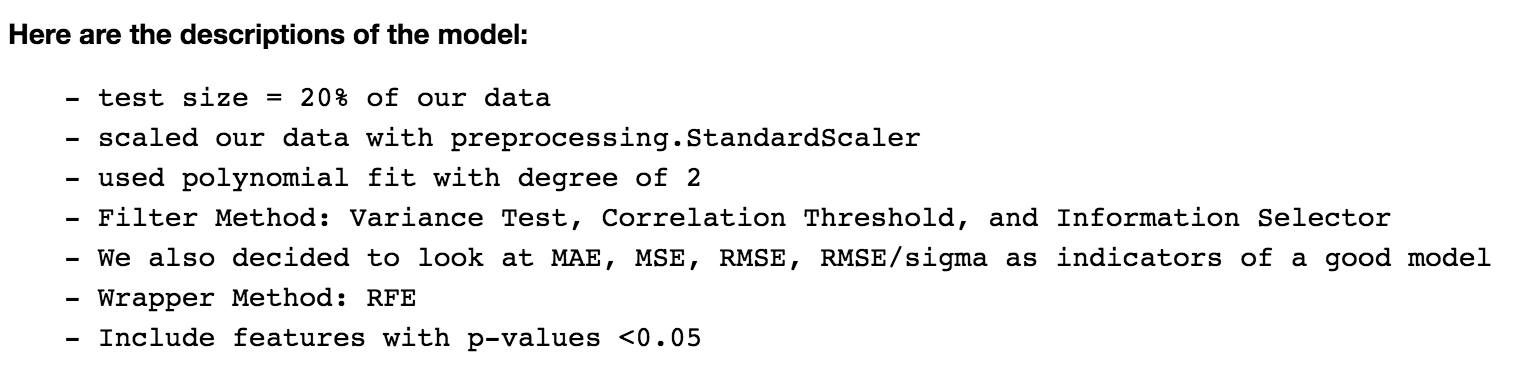 Here are the descriptions of the model:
- test size = 20% of our data
- scaled our data with preprocessing.StandardScaler
- used polynomial fit with degree of 2
- Filter Method: Variance Test, Correlation Threshold, and Information Selector
- We also decided to look at MAE, MSE, RMSE, RMSE/sigma as indicators of a good model
- Wrapper Method: RFE
- Include features with p-values <0.05